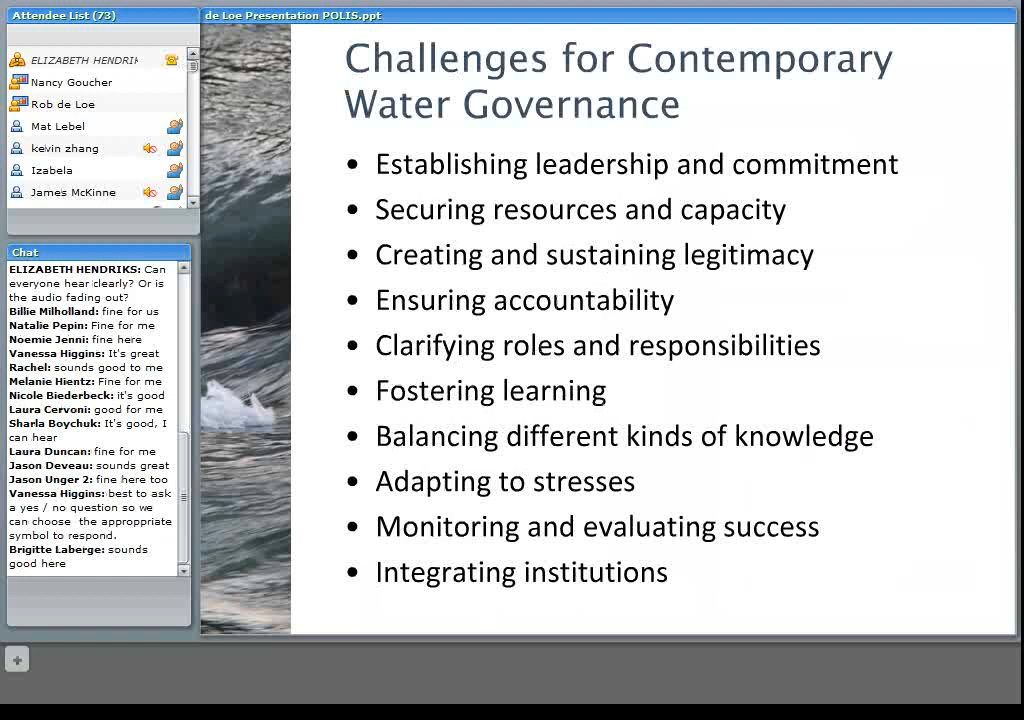 Attendee List (73)
ELIZABETH HENDRIK
Nancy Goucher
Rob de Loe
Mat Lebel
kevin zhang
Izabela
James McKinne
Chat
ELIZABETH HENDRIKS: Can
everyone hear clearly? Or is
the audio fading out?
Billie Milholland: fine for us
Natalie Pepin: Fine for me
Noemie Jenni: fine here
Vanessa Higgins: It's great
Rachel: sounds good to me
Melanie Hientz: Fine for me
Nicole Biederbeck: it's good
Laura Cervoni: good for me
Sharla Boychuk: It's good, I
can hear
Laura Duncan: fine for me
Jason Deveau: sounds great
Jason Unger 2: fine here too
Vanessa Higgins: best to ask
a yes / no question so we
can choose the approppriate
symbol to respond.
Brigitte Laberge: sounds
good here
de Loe Presentation POLIS.ppt
Challenges for Contemporary
Water Governance
• Establishing leadership and commitment
• Securing resources and capacity
• Creating and sustaining legitimacy
• Ensuring accountability
• Clarifying roles and responsibilities
• Fostering learning
• Balancing different kinds of knowledge
• Adapting to stresses
• Monitoring and evaluating success
• Integrating institutions